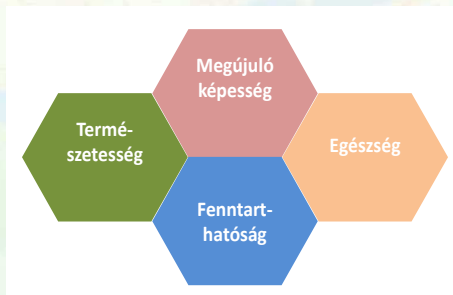 Megújuló
képesség
Termé-
szetesség
Egészség
Fenntart-
hatóság